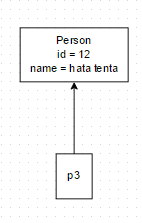 Person
id = 12
name = hata tenta
p3